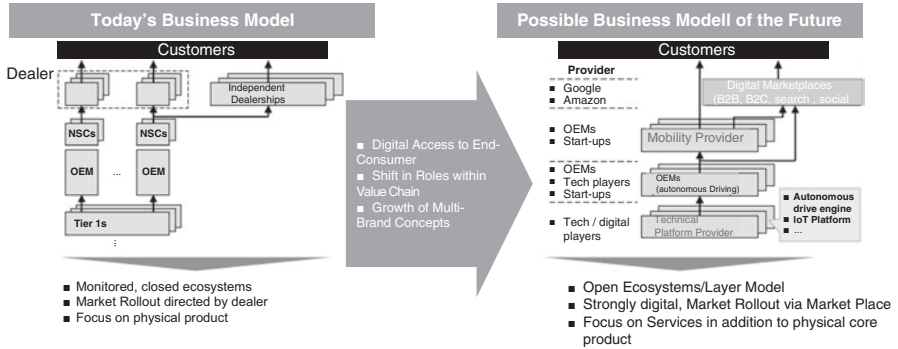 Today's Business Model
Customers
Dealer
Independent
Dealerships
NSCs
NSCs
OEM
...
OEM
Tier 1s
...
■ Monitored, closed ecosystems
■ Market Rollout directed by dealer
■ Focus on physical product
■ Digital Access to End-
Consumer
■ Shift in Roles within
Value Chain
■ Growth of Multi-
Brand Concepts
Possible Business Modell of the Future
Customers
Provider
■ Google
■ Amazon
Digital Marketplaces
(B2B, B2C, search , social
■ OEMs
■ Start-ups
Mobility Provider
■ OEMs
■ Tech players
■ Start-ups
OEMs
(autonomous Driving)
■ Tech / digital
players
Technical
Platform Provider
■ Autonomous
drive engine
■ IoT Platform
■ ...
■ Open Ecosystems/Layer Model
■ Strongly digital, Market Rollout via Market Place
■ Focus on Services in addition to physical core
product